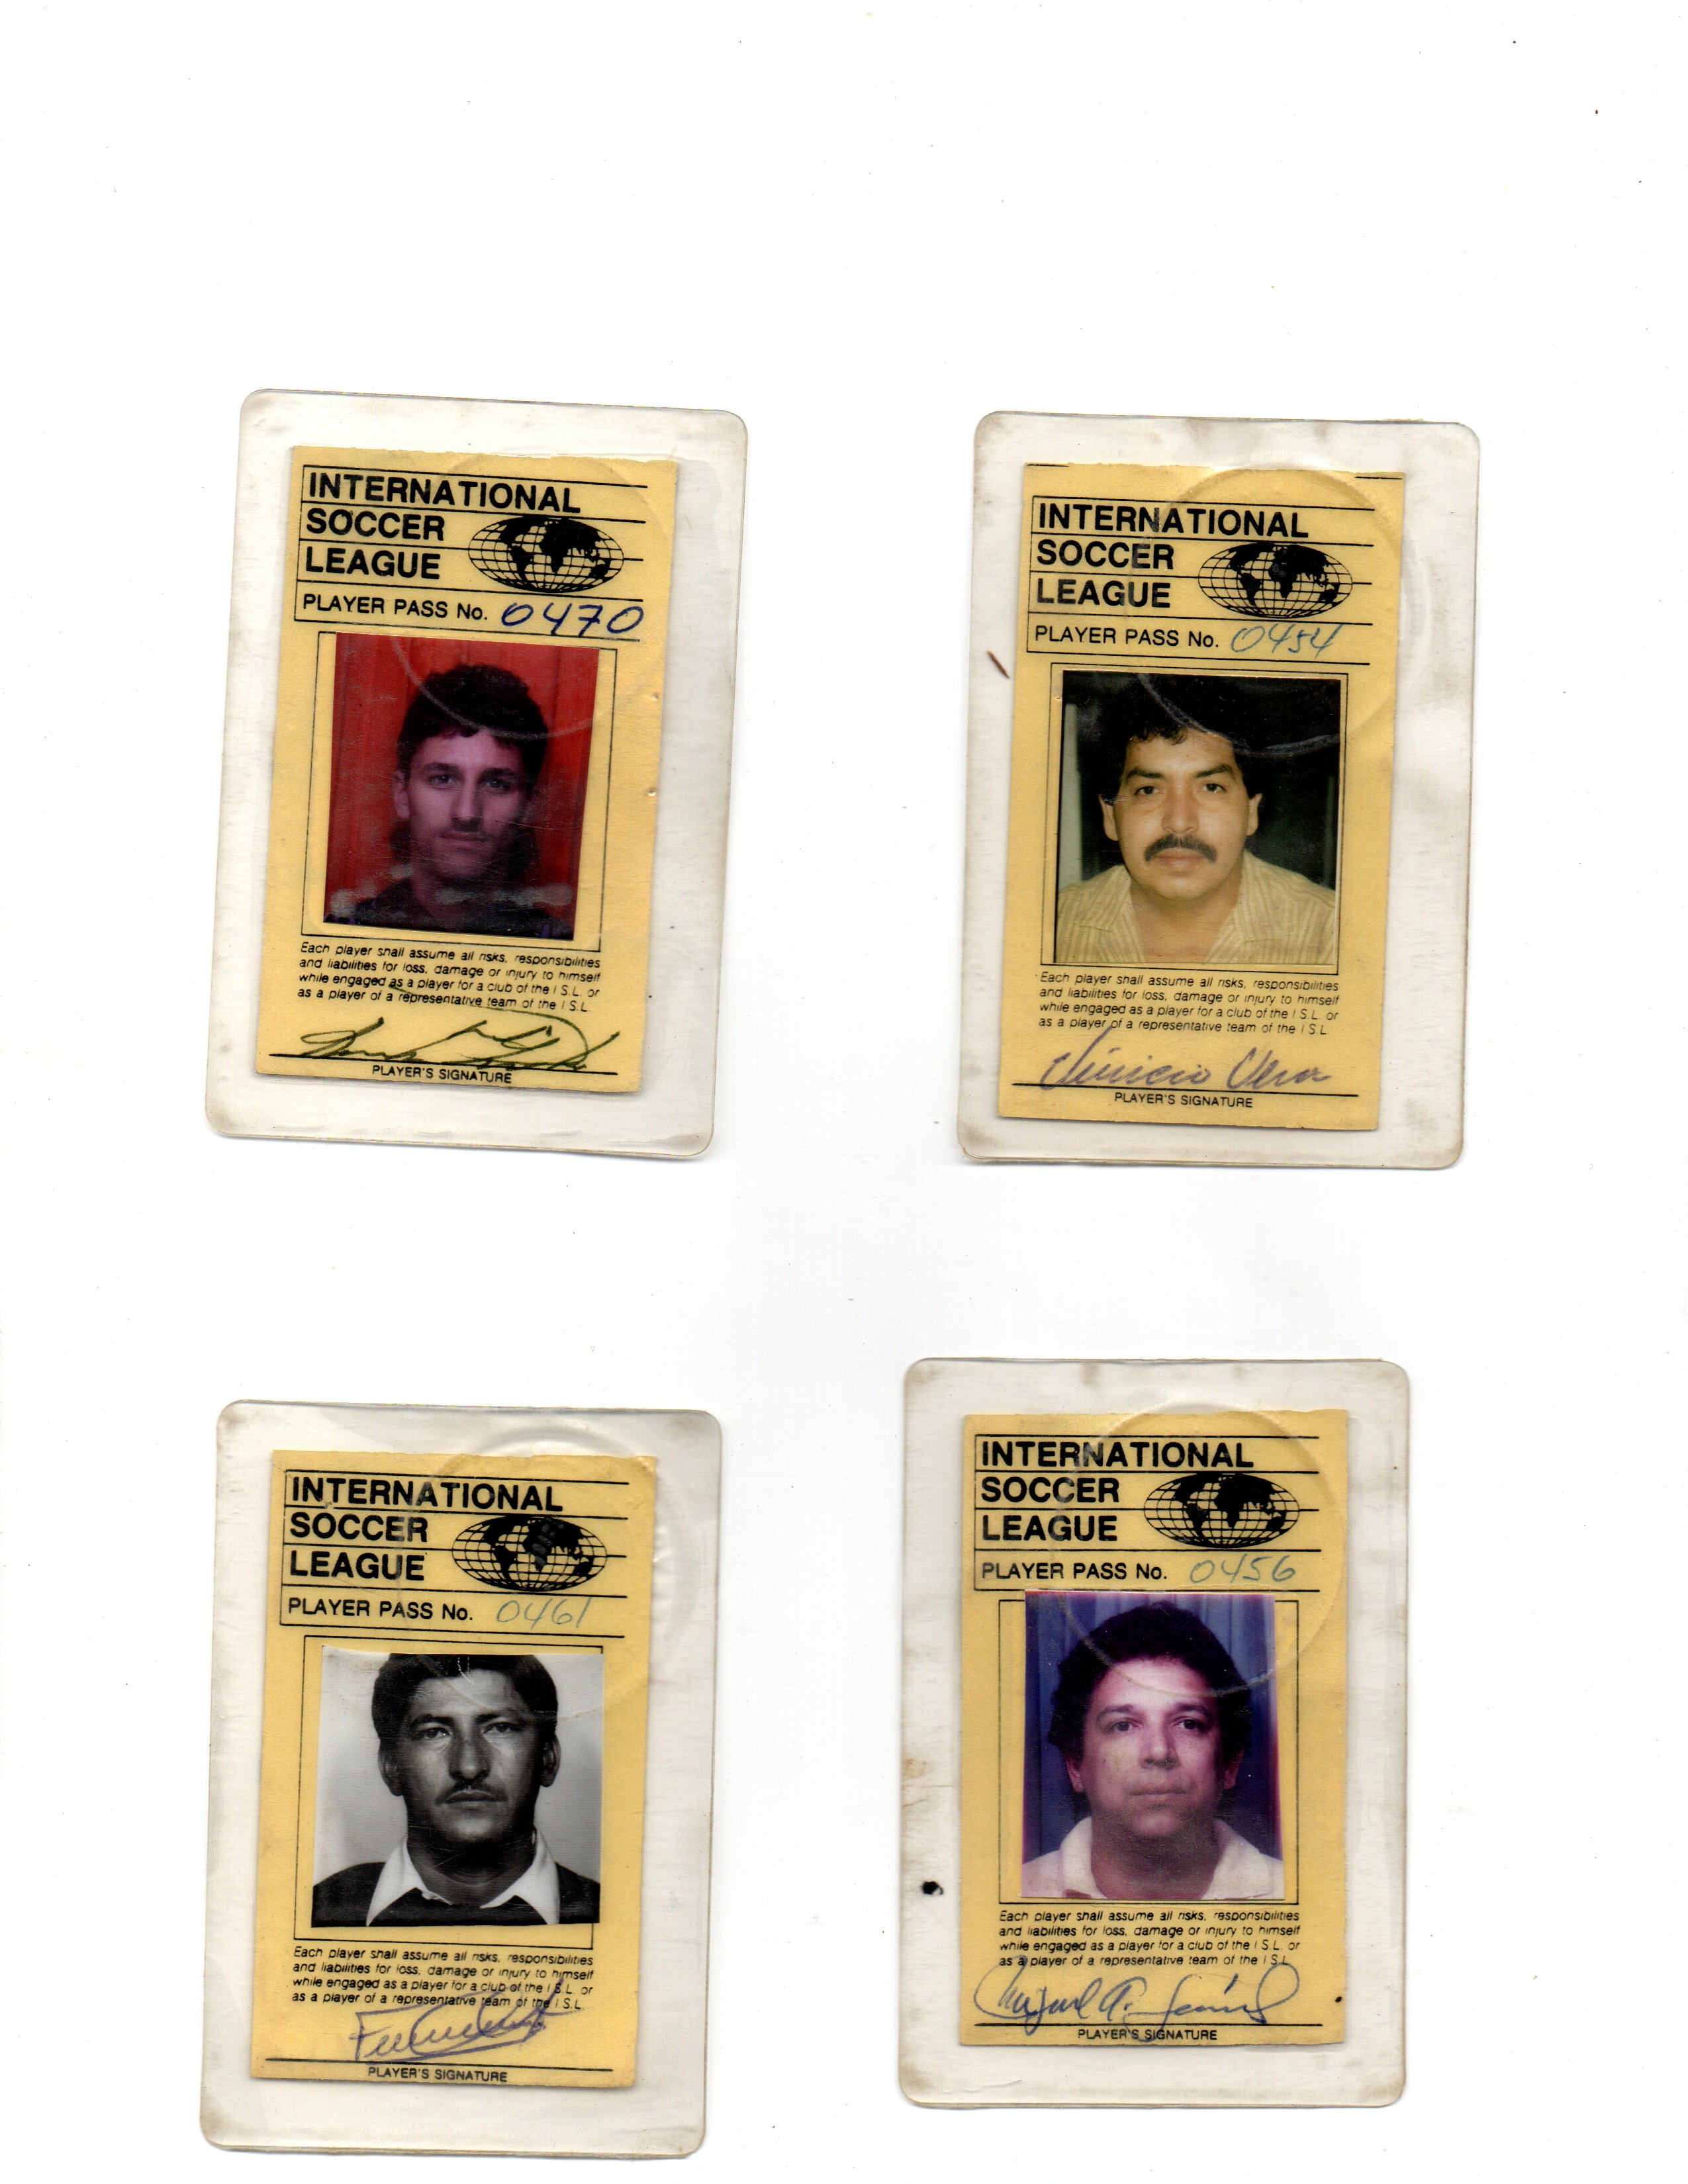 INTERNATIONAL
SOCCER
LEAGUE
PLAYER PASS No. 0470
Each player shall assume all risks, responsibilities
and liabilities for loss, damage or injury to himself
while engaged as a player for a club of the I.S.L. or
as a player of a representative team of the I.S.L.
PLAYER'S SIGNATURE
INTERNATIONAL
SOCCER
LEAGUE
PLAYER PASS No. 0454
Each player shall assume all risks, responsibilities
and liabilities for loss, damage or injury to himself
while engaged as a player for a club of the I.S.L. or
as a player of a representative team of the I.S.L
Vinicio Vera
PLAYER'S SIGNATURE
INTERNATIONAL
SOCCER
LEAGUE
PLAYER PASS No. 0461
Each player shall assume all risks, responsibilities
and liabilities for loss, damage or injury to himself
while engaged as a player for a club of the I.S.L. or
as a player of a representative team of the I.S.L.
PLAYER'S SIGNATURE
INTERNATIONAL
SOCCER
LEAGUE
PLAYER PASS No. 0456
Each player shall assume all risks, responsibilities
and liabilities for loss, damage or injury to himself
while engaged as a player for a club of the I.S.L. or
as a player of a representative team of the I.S.L.
Miguel A.
PLAYER'S SIGNATURE